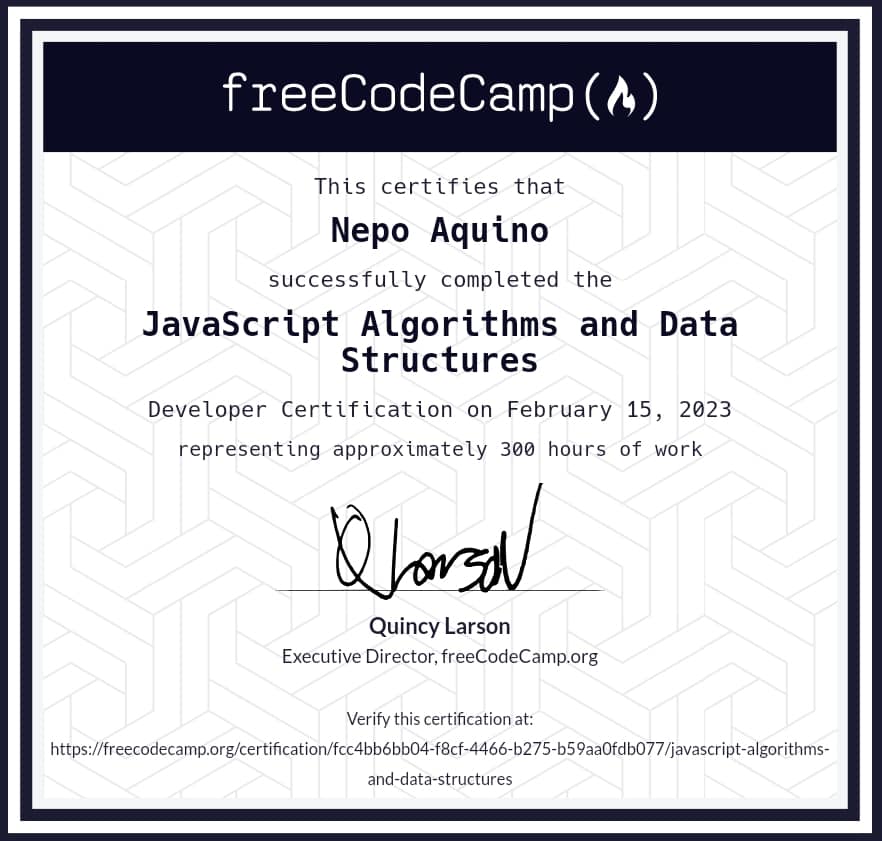 freeCodeCamp
This certifies that
Nepo Aquino
successfully completed the
JavaScript Algorithms and Data
Structures
Developer Certification on February 15, 2023
representing approximately 300 hours of work
QLarson
Quincy Larson
Executive Director, freeCodeCamp.org
Verify this certification at:
https://freecodecamp.org/certification/fcc4bb6bb04-f8cf-4466-b275-b59aa0fdb077/javascript-algorithms-
and-data-structures